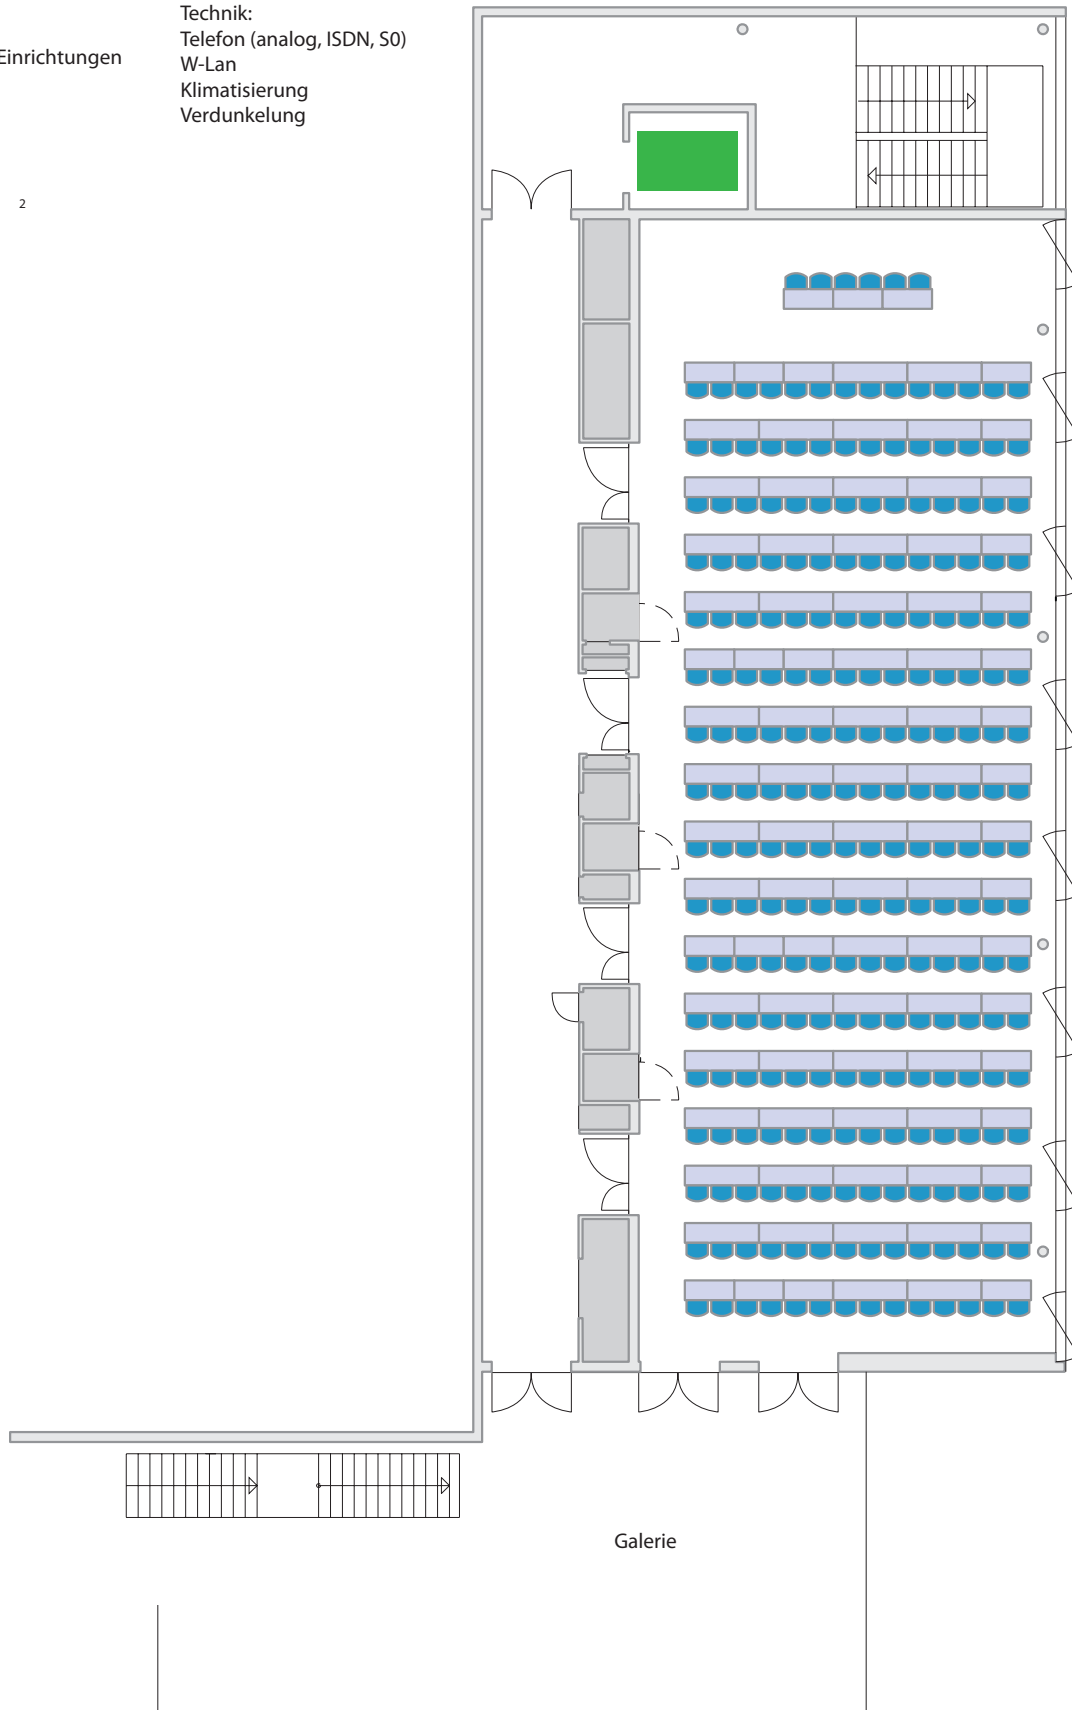 Technik:
Telefon (analog, ISDN, S0)
Einrichtungen
W-Lan
Klimatisierung
Verdunkelung
2
Galerie